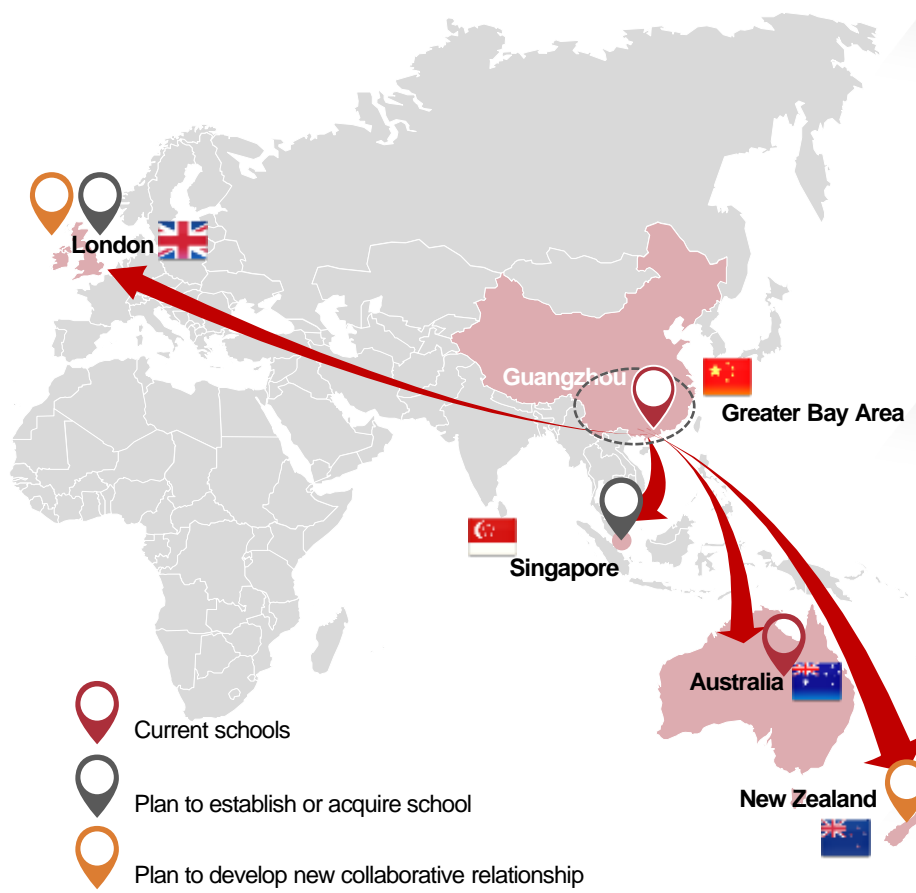 London
Guangzhou
Greater Bay Area
Singapore
Australia
New Zealand
Current schools
Plan to establish or acquire school
Plan to develop new collaborative relationship